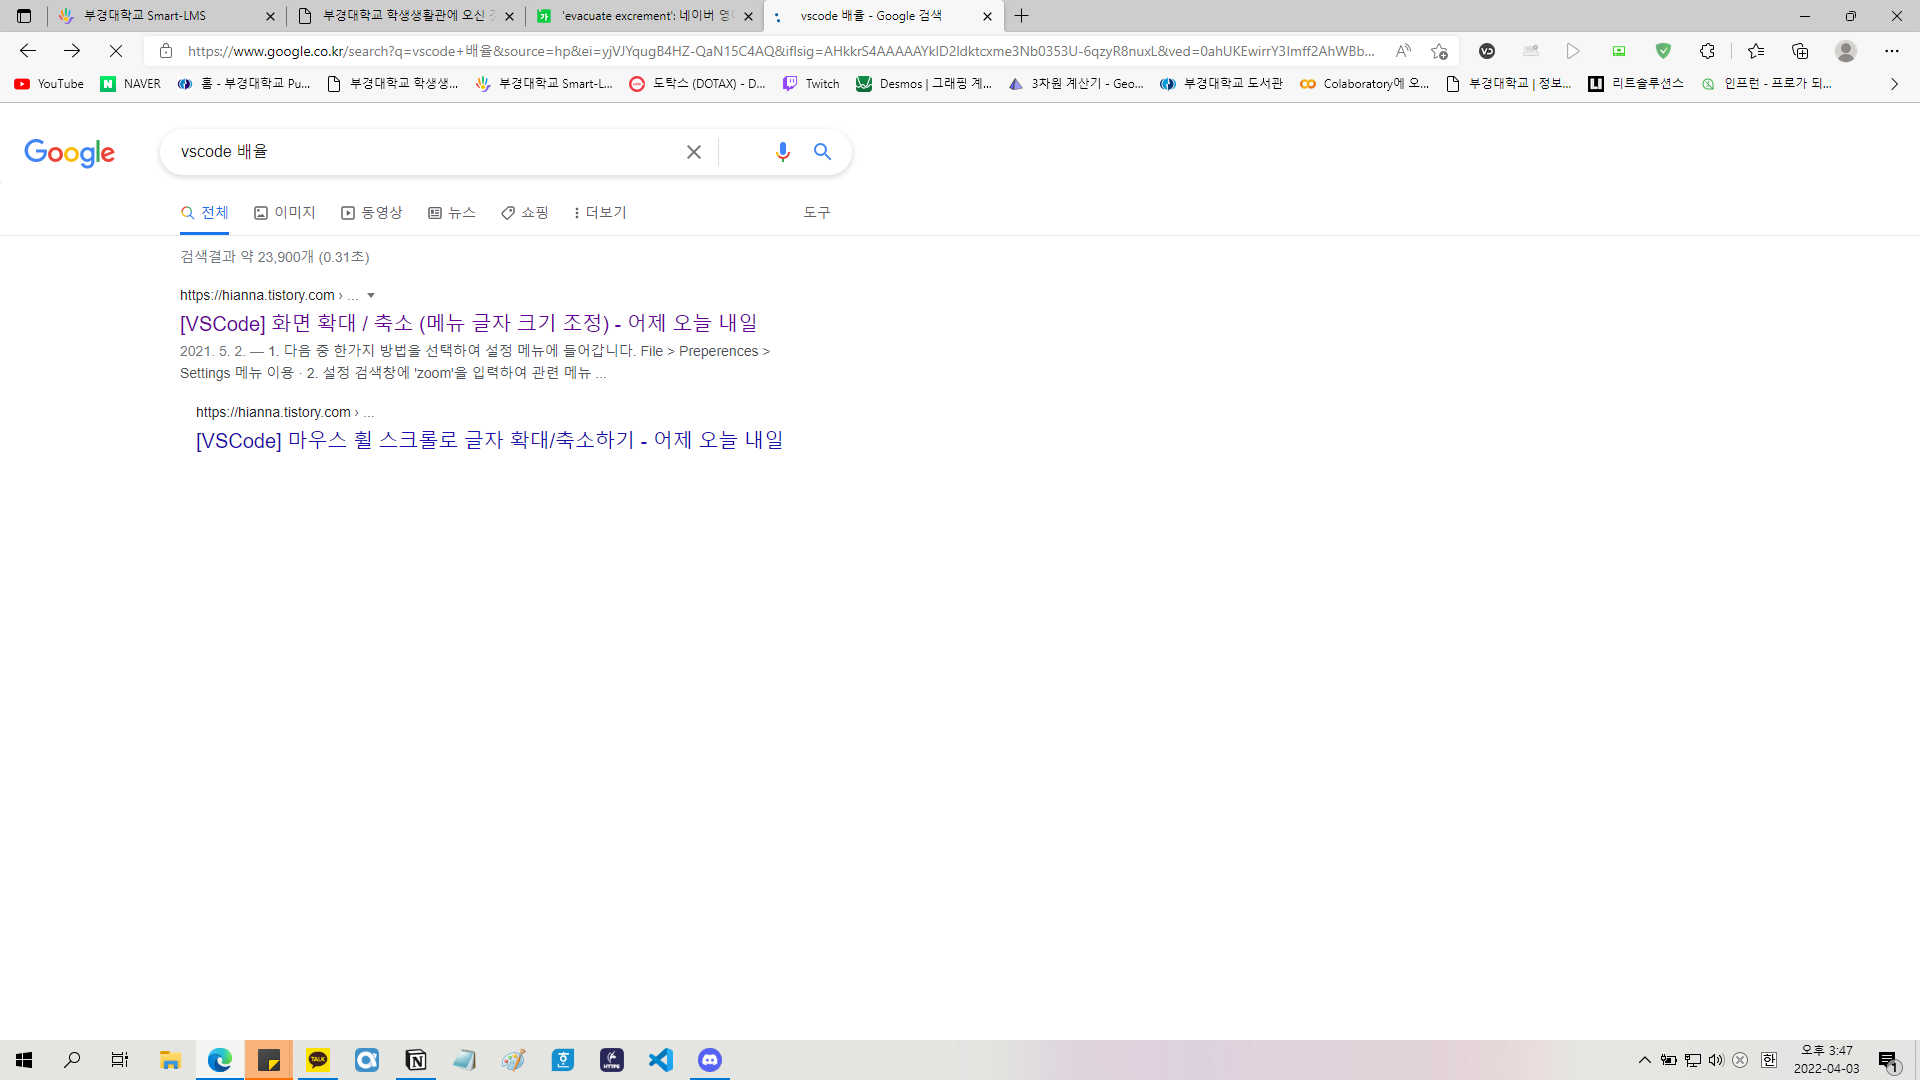 부경대학교 Smart-LMS
부경대학교 학생생활관에 오신 것
'evacuate excrement': 네이버 영어
vscode 배율 - Google 검색
https://www.google.co.kr/search?q=vscode+배율&source=hp&ei=yjVJYqugB4HZ-QaN15C4AQ&iflsig=AHkkrS4AAAAAYklD2ldktcxme3Nb0353U-6qzyR8nuxL&ved=0ahUKEwirrY3Imff2AhWBb...
YouTube
NAVER
홈 - 부경대학교 Pu...
부경대학교 학생생...
부경대학교 Smart-L...
도탁스 (DOTAX) - D...
Twitch
Desmos | 그래핑 계...
3차원 계산기 - Geo...
부경대학교 도서관
Colaboratory에 오...
부경대학교 | 정보...
리트솔루션스
인프런 - 프로가 되...
Google
vscode 배율
전체
이미지
동영상
뉴스
쇼핑
더보기
도구
검색결과 약 23,900개 (0.31초)
https://hianna.tistory.com › ...
[VSCode] 화면 확대 / 축소 (메뉴 글자 크기 조정) - 어제 오늘 내일
2021. 5. 2. — 1. 다음 중 한가지 방법을 선택하여 설정 메뉴에 들어갑니다. File > Preperences >
Settings 메뉴 이용 · 2. 설정 검색창에 'zoom'을 입력하여 관련 메뉴 ...
https://hianna.tistory.com › ...
[VSCode] 마우스 휠 스크롤로 글자 확대/축소하기 - 어제 오늘 내일
TALK
HTTPS
한
오후 3:47
2022-04-03
1